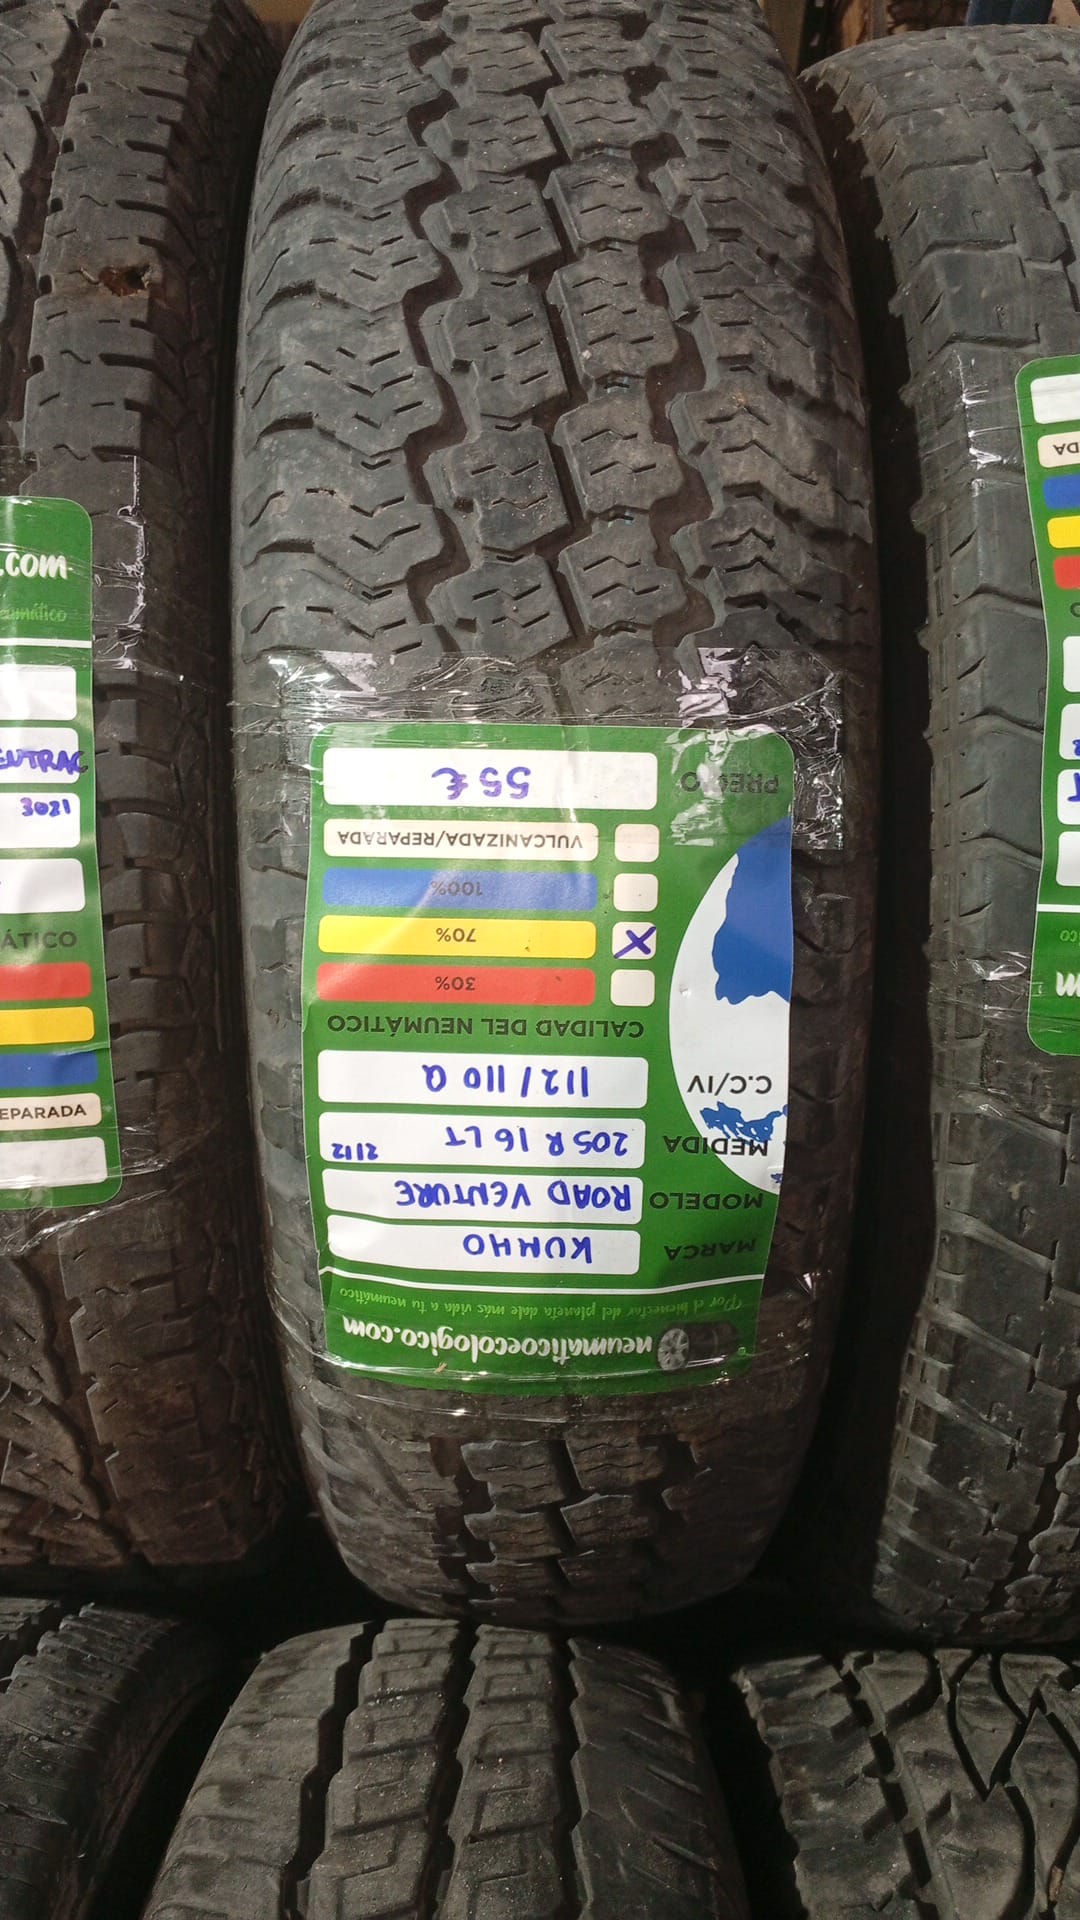 neumaticoecologico.com
Por el bienestar del planeta dale más vida a tu neumático
MARCA KUMHO
MODELO ROAD VENTURE
MEDIDA 205 R 16 LT 2112
C.C/IV 112/110 Q
CALIDAD DEL NEUMÁTICO
30%
70% X
100%
VULCANIZADA/REPARADA
PRECIO 55 €
.com
neumático
ENTRAC
3021
ÁTICO
EPARADA